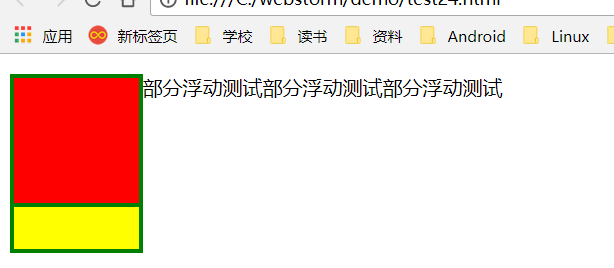 file:///C:/webstorm/demo/test24.html
应用 新标签页 学校 读书 资料 Android Linux
部分浮动测试部分浮动测试部分浮动测试